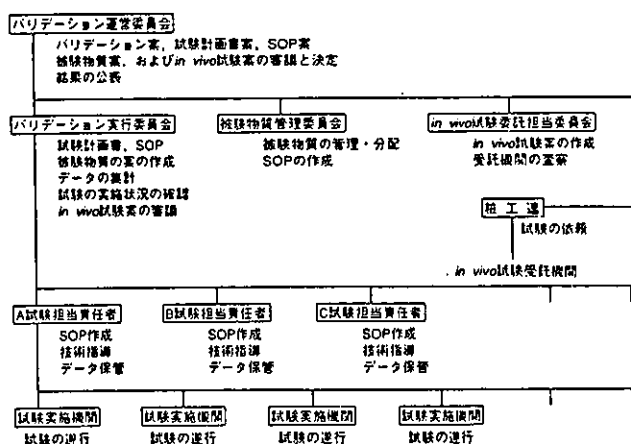 バリデーション運営委員会
バリデーション案，試験計画書案，SOP案
被験物質案，およびin vivo試験案の審議と決定
結果の公表
バリデーション実行委員会
試験計画書，SOP
被験物質の案の作成
データの集計
試験の実施状況の確認
in vivo試験案の審議
被験物質管理委員会
被験物質の管理・分配
SOPの作成
in vivo試験委託担当委員会
in vivo試験案の作成
受託機関の査察
粧工連
試験の依頼
in vivo試験受託機関
A試験担当責任者
SOP作成
技術指導
データ保管
B試験担当責任者
SOP作成
技術指導
データ保管
C試験担当責任者
SOP作成
技術指導
データ保管
試験実施機関
試験の逆行
試験実施機関
試験の逆行
試験実施機関
試験の逆行
試験実施機関
試験の逆行